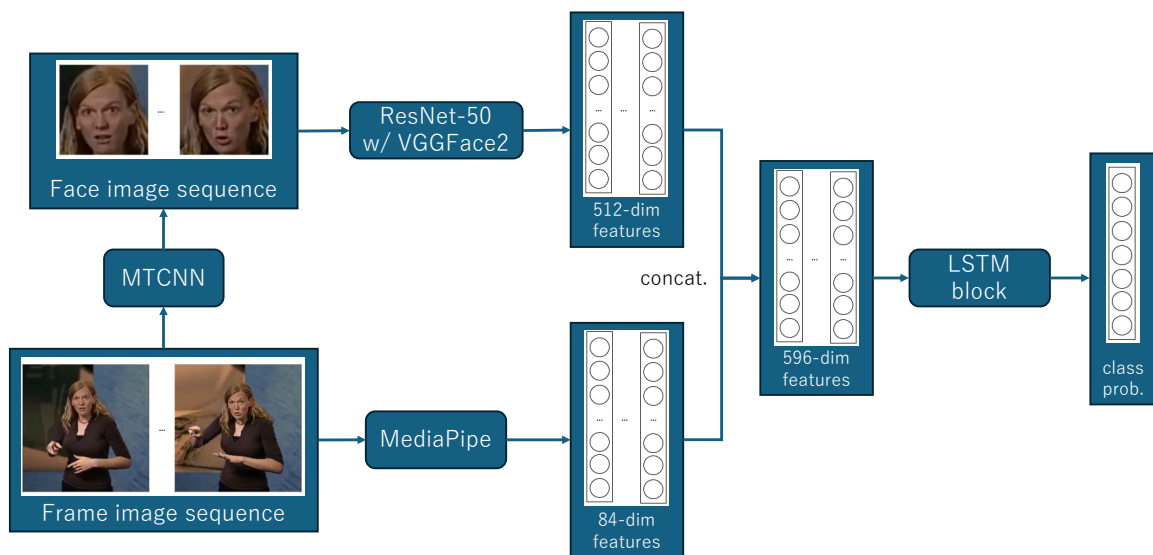 ...
Face image sequence
ResNet-50
w/ VGGFace2
... ... ...
512-dim
features
MTCNN
concat.
... ... ...
596-dim
features
LSTM
block
class
prob.
...
Frame image sequence
MediaPipe
... ... ...
84-dim
features